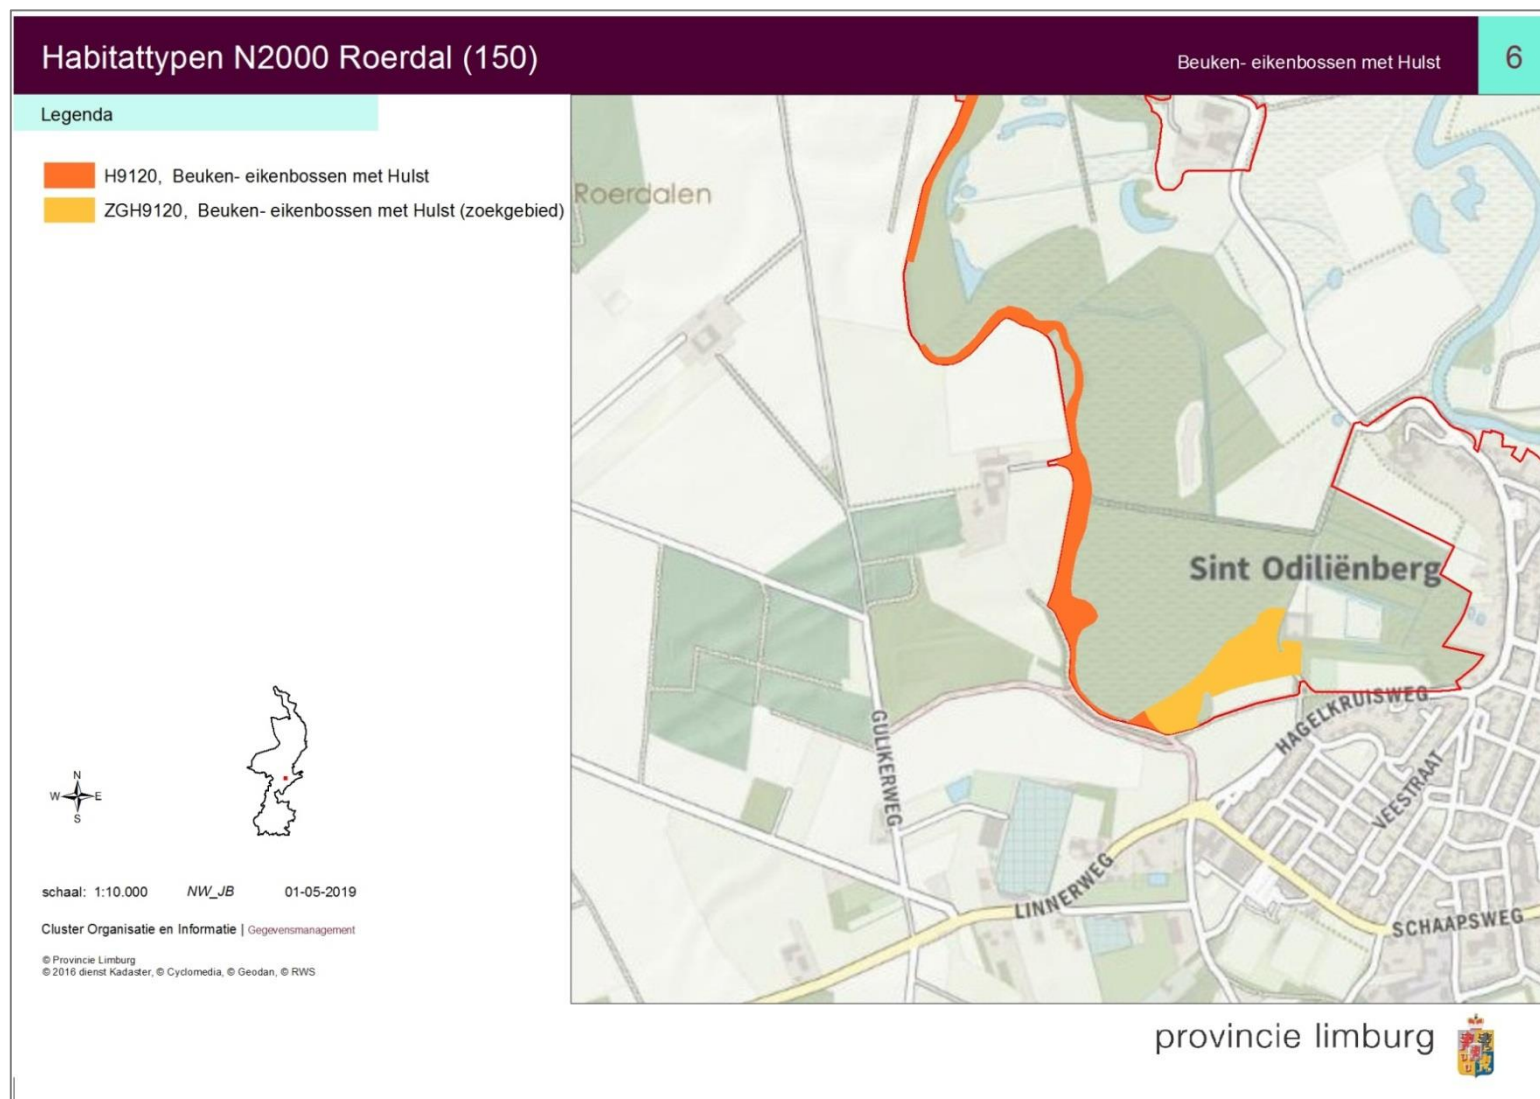 Habitattypen N2000 Roerdal (150)
Beuken- eikenbossen met Hulst
6
Legenda
H9120, Beuken- eikenbossen met Hulst
ZGH9120, Beuken- eikenbossen met Hulst (zoekgebied)
Roerdalen
Sint Odiliënberg
HAGELKRUISWEG
GULIKERWEG
VEESTRAAT
LINNERWEG
SCHAAPSWEG
N
W E
S
schaal: 1:10.000 NW_JB 01-05-2019
Cluster Organisatie en Informatie | Gegevensmanagement
© Provincie Limburg
© 2016 dienst Kadaster, © Cyclomedia, © Geodan, © RWS
provincie limburg